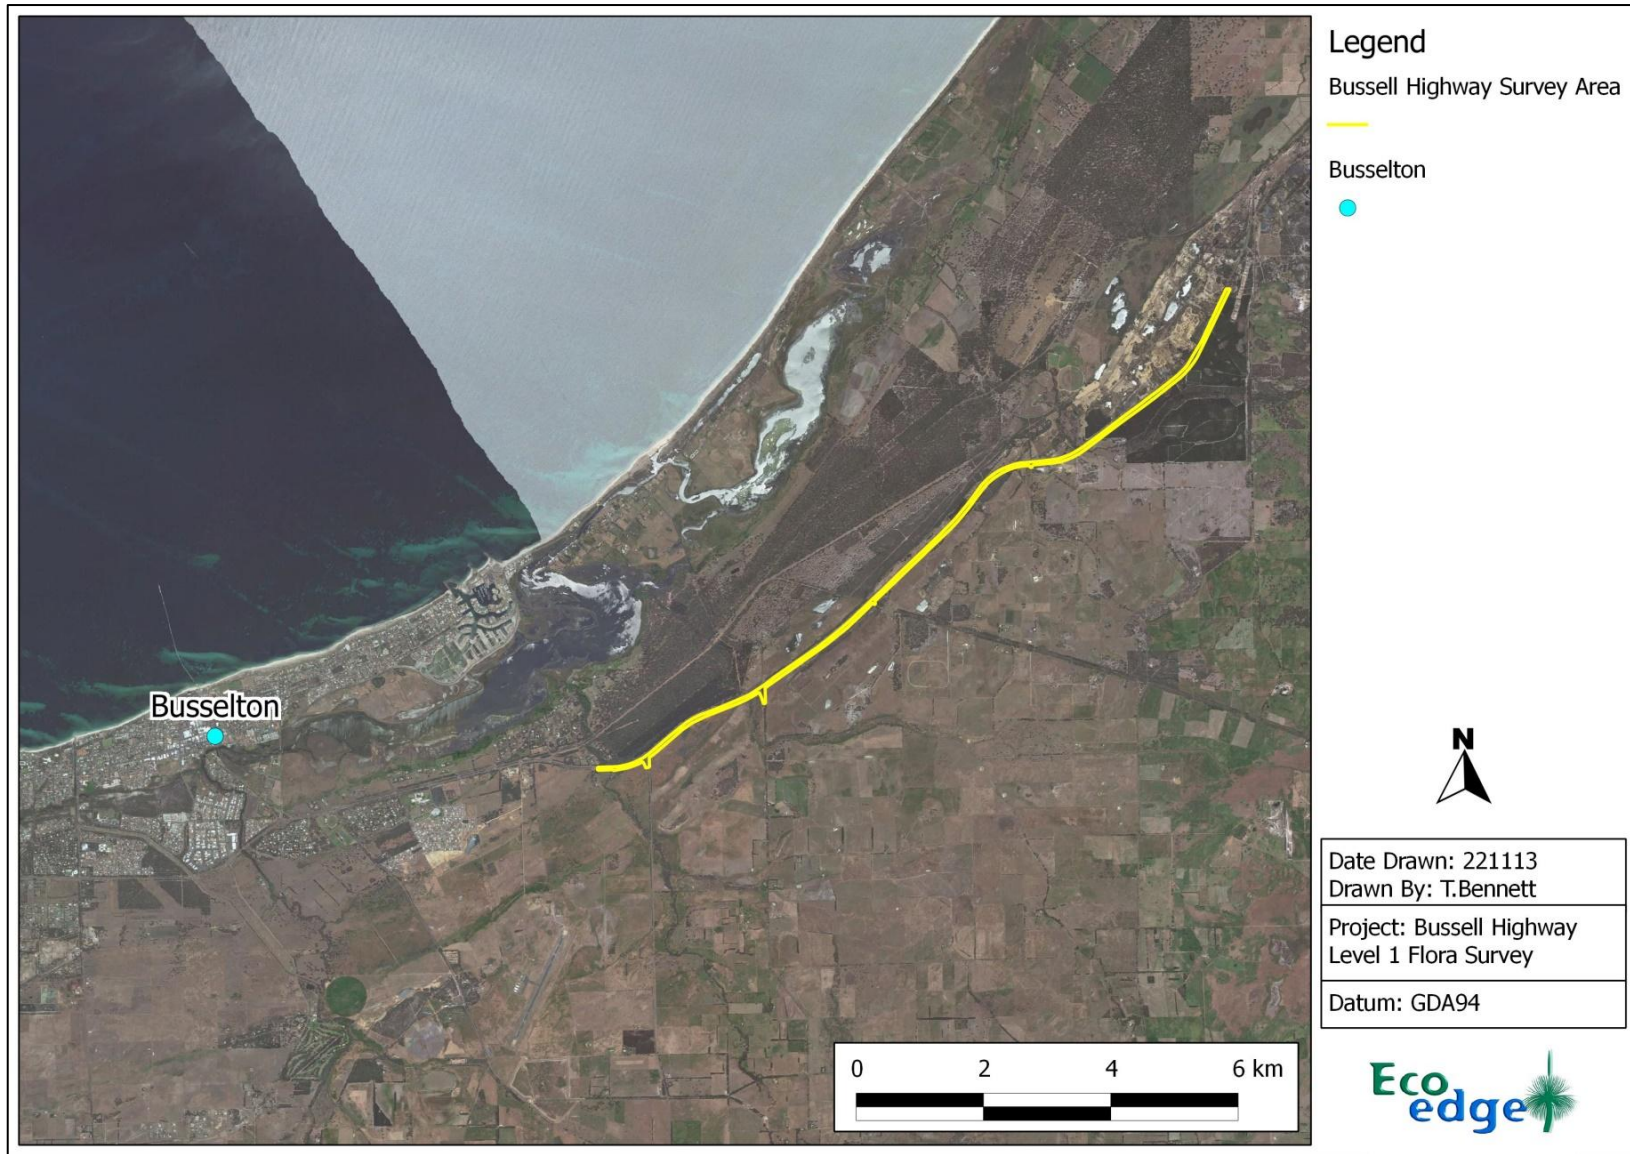 Legend
Bussell Highway Survey Area
Busselton
Busselton
N
Date Drawn: 221113
Drawn By: T.Bennett
Project: Bussell Highway
Level 1 Flora Survey
Datum: GDA94
0 2 4 6 km
Eco
edge